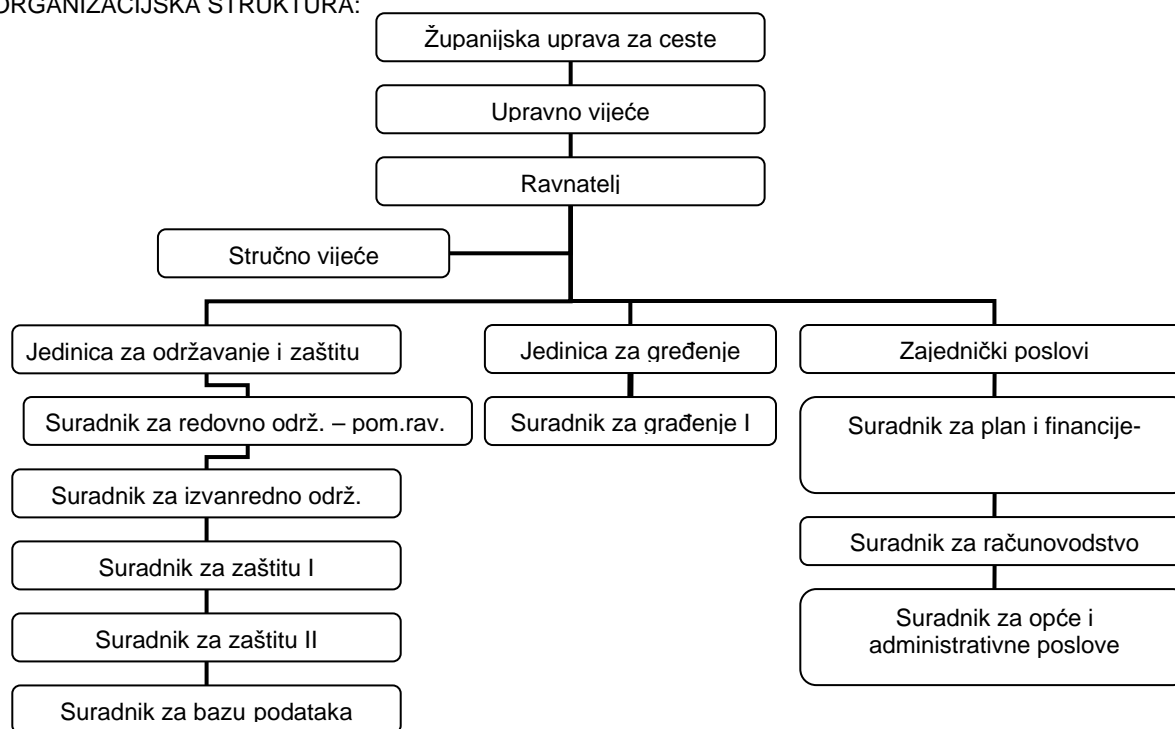 ORGANIZACIJSKA STRUKTURA:
Županijska uprava za ceste
Upravno vijeće
Ravnatelj
Stručno vijeće
Jedinica za održavanje i zaštitu
Jedinica za gređenje
Zajednički poslovi
Suradnik za redovno održ. – pom.rav.
Suradnik za građenje I
Suradnik za plan i financije-
Suradnik za izvanredno održ.
Suradnik za računovodstvo
Suradnik za zaštitu I
Suradnik za opće i
administrativne poslove
Suradnik za zaštitu II
Suradnik za bazu podataka